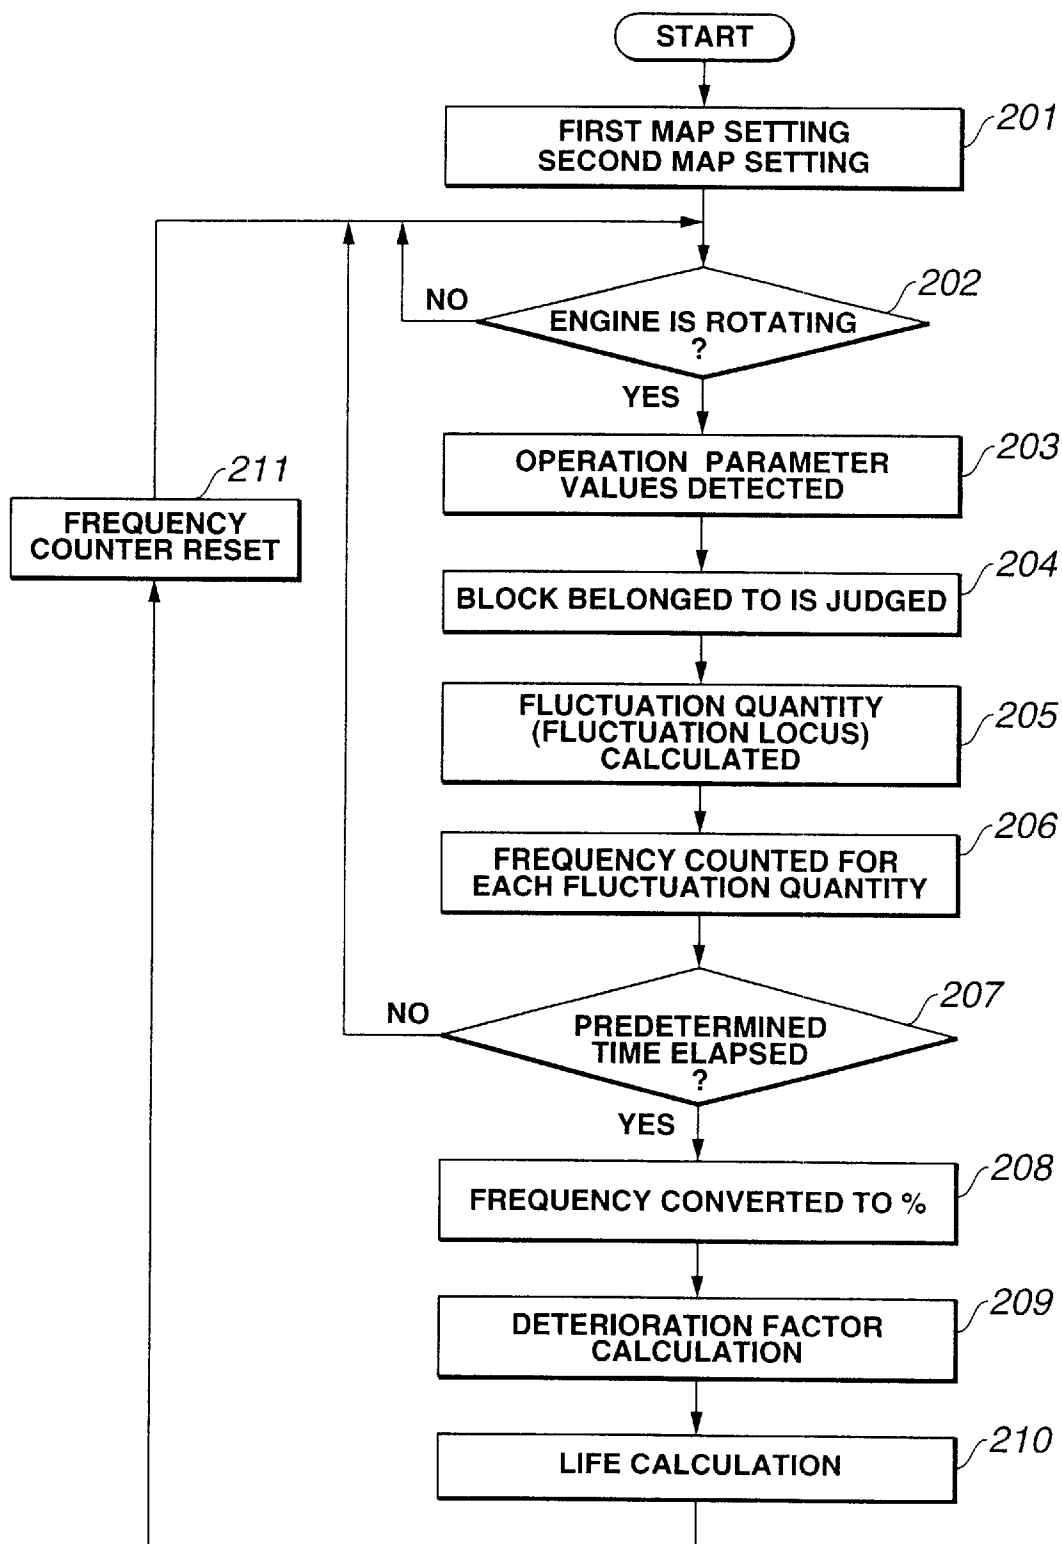 START
201
FIRST MAP SETTING
SECOND MAP SETTING
202
NO
ENGINE IS ROTATING
?
YES
203
OPERATION PARAMETER
VALUES DETECTED
211
FREQUENCY
COUNTER RESET
204
BLOCK BELONGED TO IS JUDGED
205
FLUCTUATION QUANTITY
(FLUCTUATION LOCUS)
CALCULATED
206
FREQUENCY COUNTED FOR
EACH FLUCTUATION QUANTITY
207
NO
PREDETERMINED
TIME ELAPSED
?
YES
208
FREQUENCY CONVERTED TO %
209
DETERIORATION FACTOR
CALCULATION
210
LIFE CALCULATION